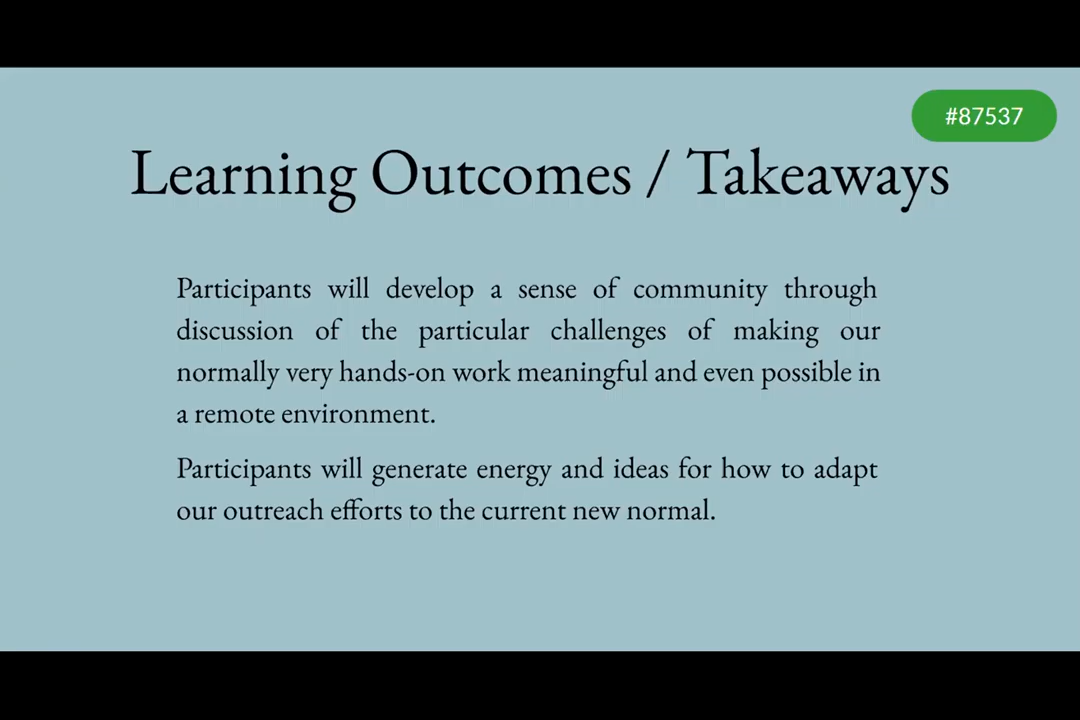 #87537
Learning Outcomes / Takeaways
Participants will develop a sense of community through
discussion of the particular challenges of making our
normally very hands-on work meaningful and even possible in
a remote environment.
Participants will generate energy and ideas for how to adapt
our outreach efforts to the current new normal.